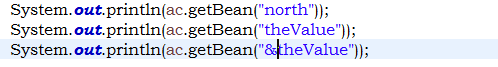 System.out.println(ac.getBean("north"));
System.out.println(ac.getBean("theValue"));
System.out.println(ac.getBean("&theValue"));